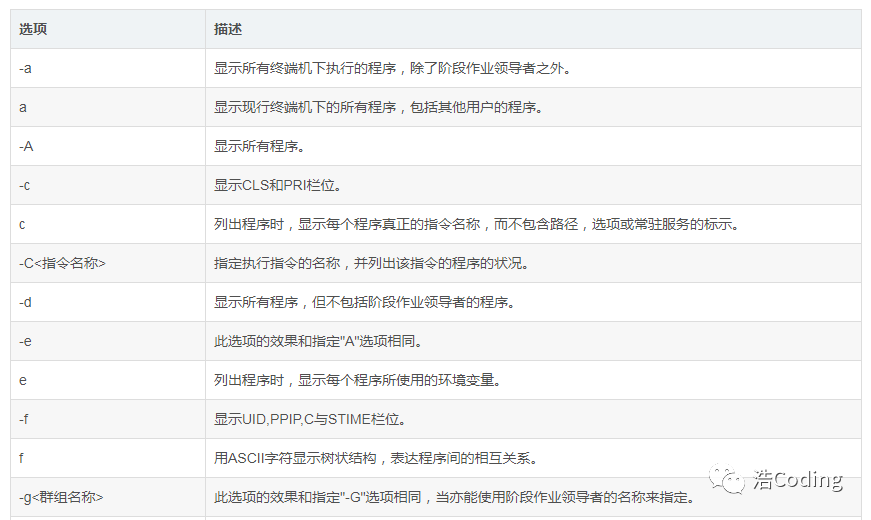 选项 描述
-a 显示所有终端机下执行的程序，除了阶段作业领导者之外。
a 显示现行终端机下的所有程序，包括其他用户的程序。
-A 显示所有程序。
-c 显示CLS和PRI栏位。
c 列出程序时，显示每个程序真正的指令名称，而不包含路径，选项或常驻服务的标示。
-C<指令名称> 指定执行指令的名称，并列出该指令的程序的状况。
-d 显示所有程序，但不包括阶段作业领导者的程序。
-e 此选项的效果和指定"A"选项相同。
e 列出程序时，显示每个程序所使用的环境变量。
-f 显示UID,PPIP,C与STIME栏位。
f 用ASCII字符显示树状结构，表达程序间的相互关系。
-g<群组名称> 此选项的效果和指定"-G"选项相同，当亦能使用阶段作业领导者的名称来指定。
浩Coding